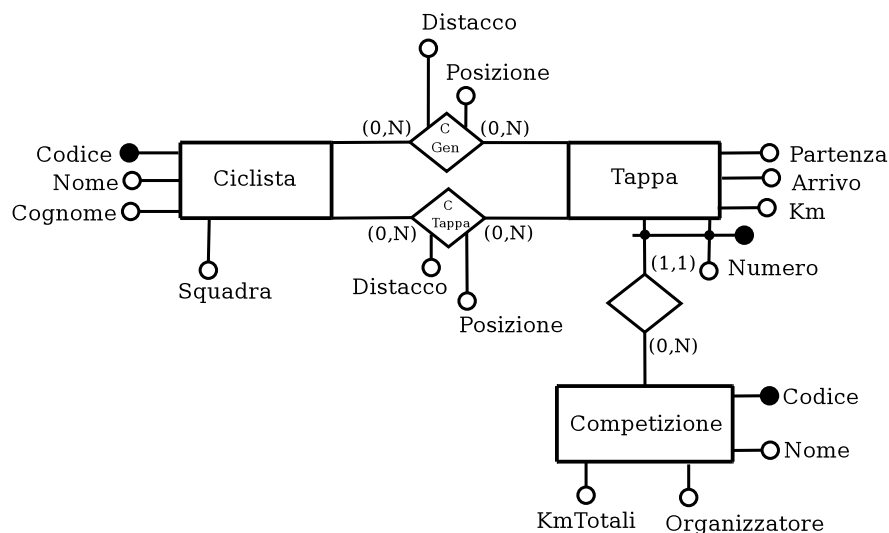 Distacco
Posizione
(0,N)
C
Gen
(0,N)
Codice
Nome
Cognome
Ciclista
Tappa
Partenza
Arrivo
Km
(0,N)
C
Tappa
(0,N)
Squadra
Distacco
Posizione
(1,1)
Numero
(0,N)
Competizione
Codice
Nome
KmTotali
Organizzatore